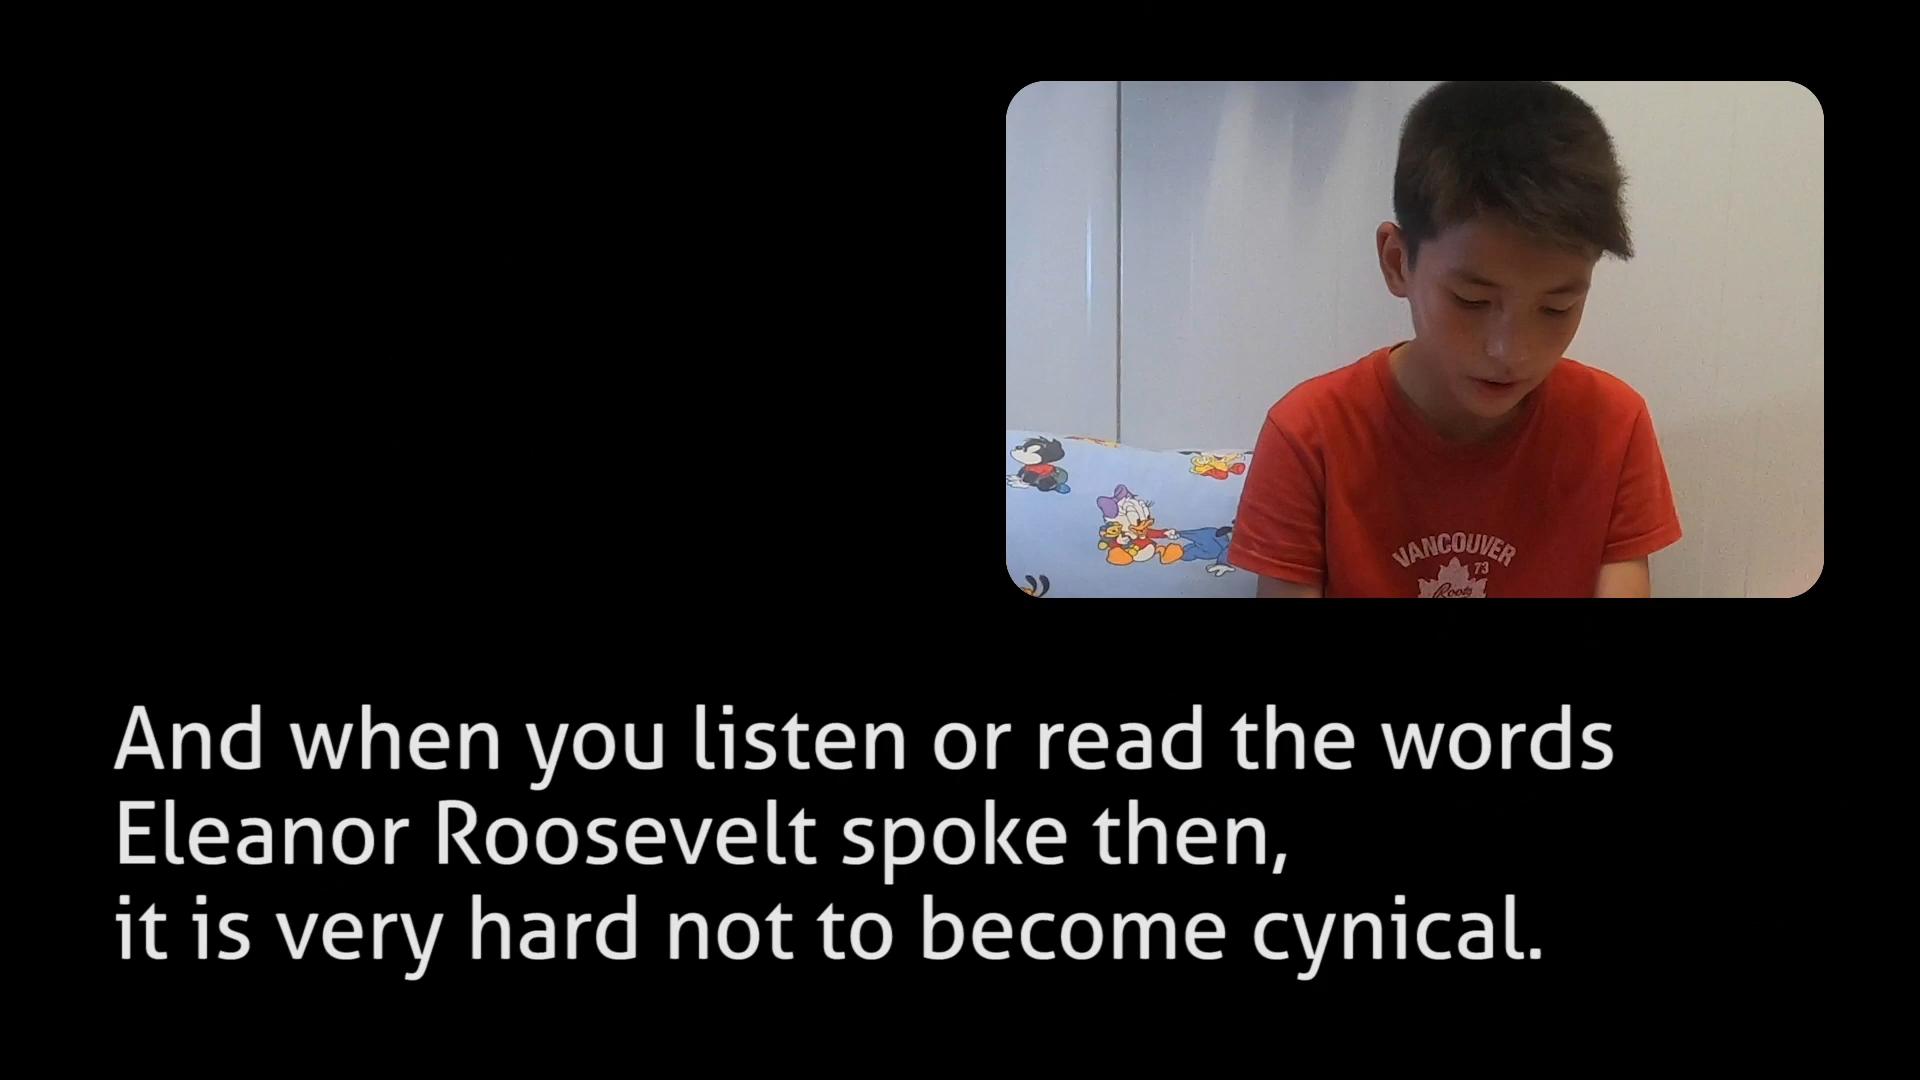 VANCOUVER
73
Roots
And when you listen or read the words
Eleanor Roosevelt spoke then,
it is very hard not to become cynical.